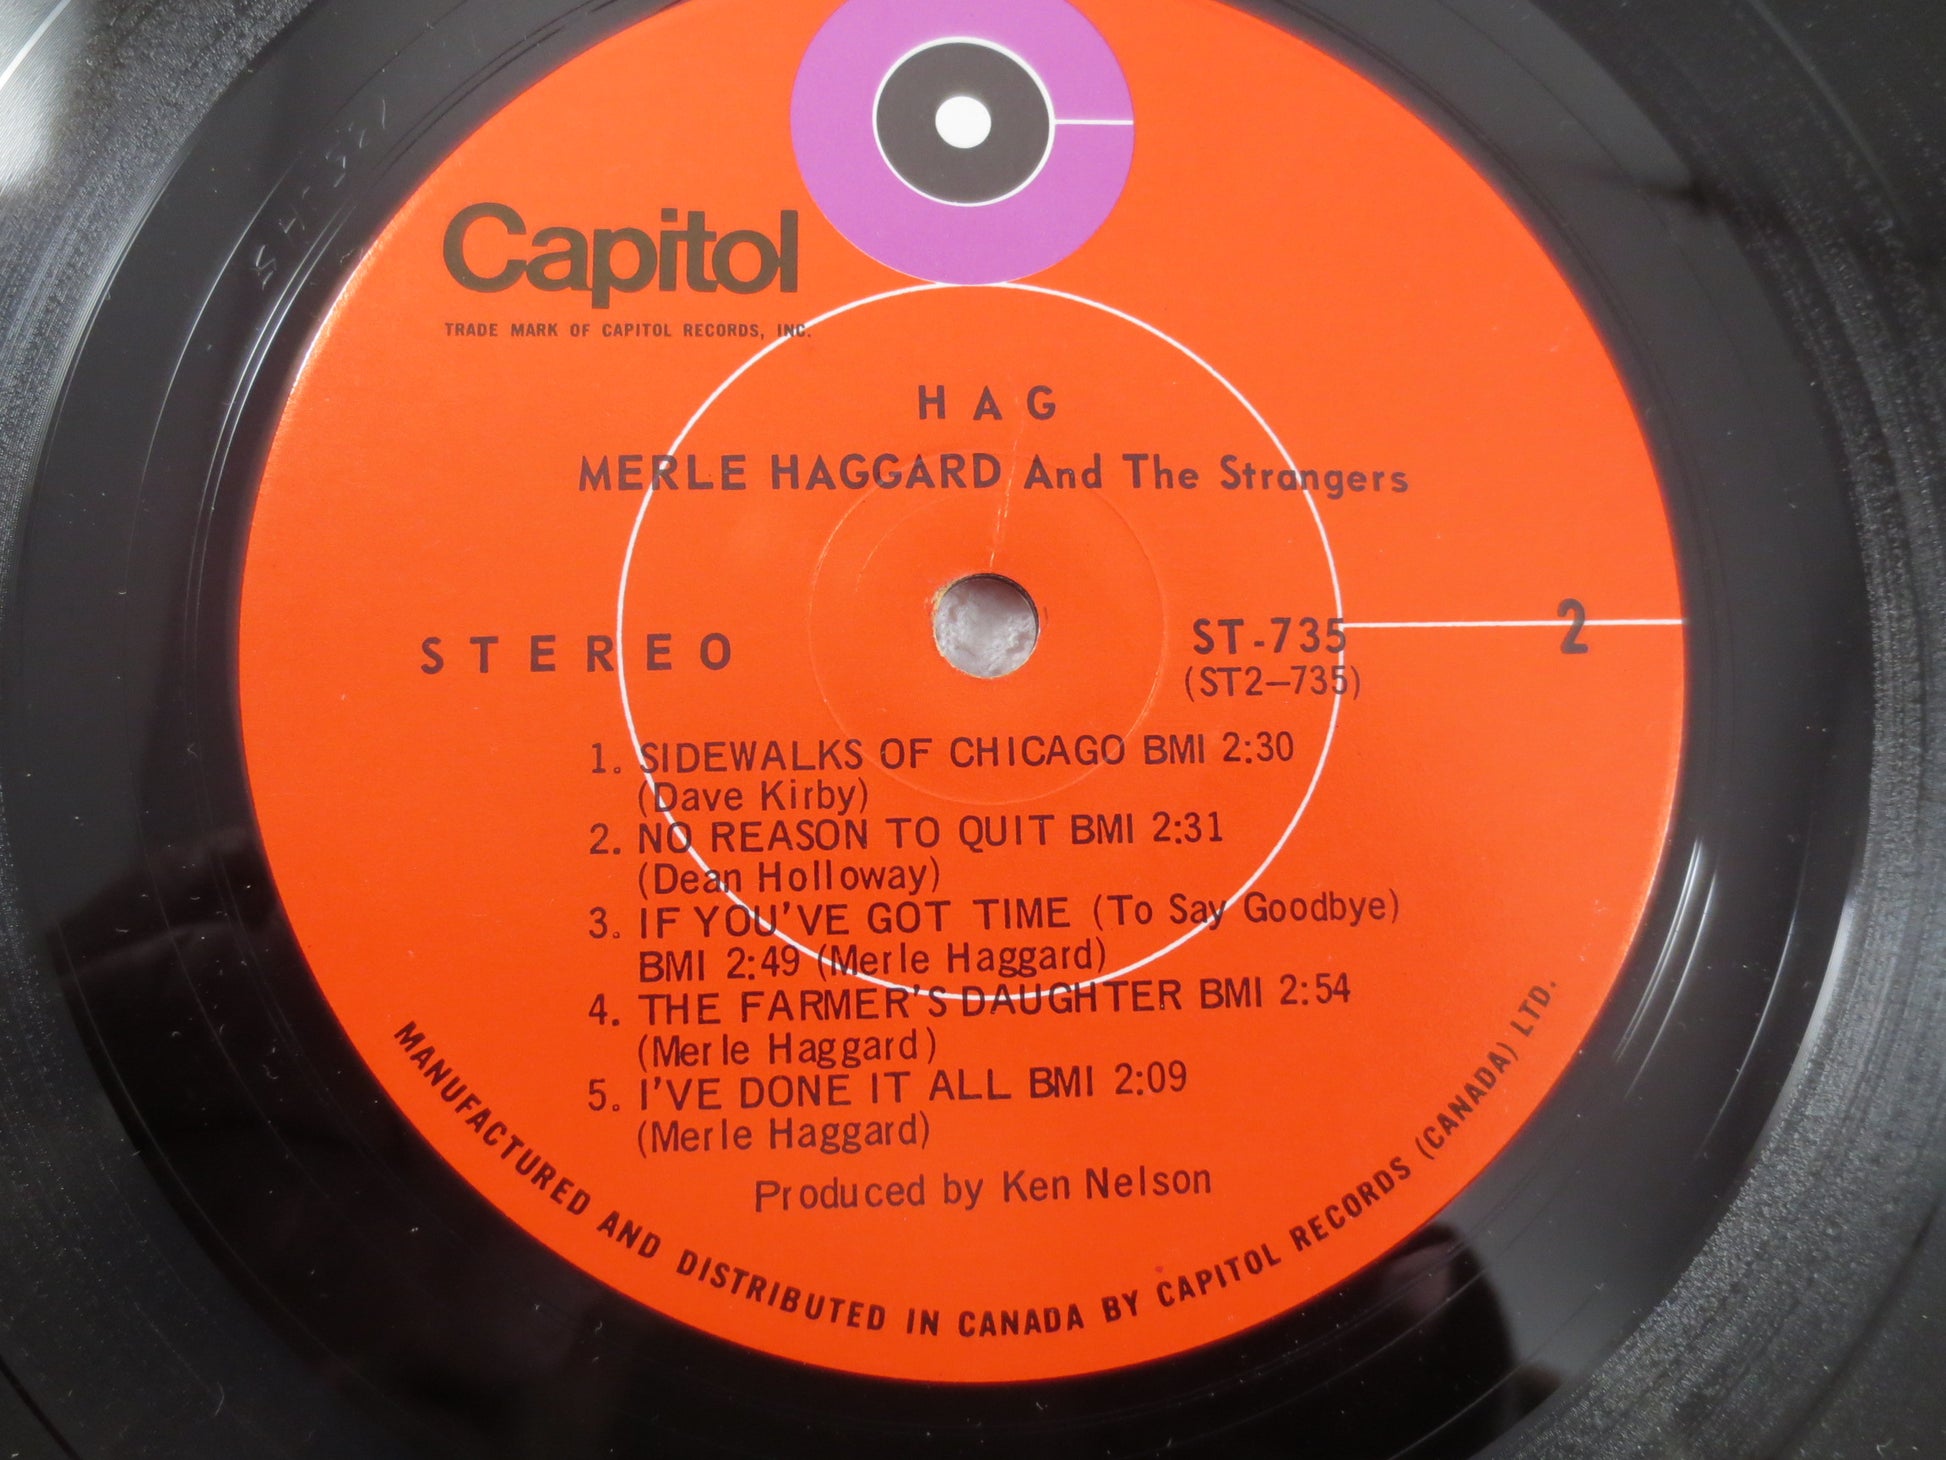 Capitol
TRADE MARK OF CAPITOL RECORDS, INC.
HAG
MERLE HAGGARD And The Strangers
STEREO
ST-735
2
(ST2-735)
1. SIDEWALKS OF CHICAGO BMI 2:30
(Dave Kirby)
2. NO REASON TO QUIT BMI 2:31
(Dean Holloway)
3. IF YOU'VE GOT TIME (To Say Goodbye)
BMI 2:49 (Merle Haggard)
4. THE FARMER'S DAUGHTER BMI 2:54
(Merle Haggard)
5. I'VE DONE IT ALL BMI 2:09
(Merle Haggard)
Produced by Ken Nelson
MANUFACTURED AND DISTRIBUTED IN CANADA BY CAPITOL RECORDS (CANADA) LTD.